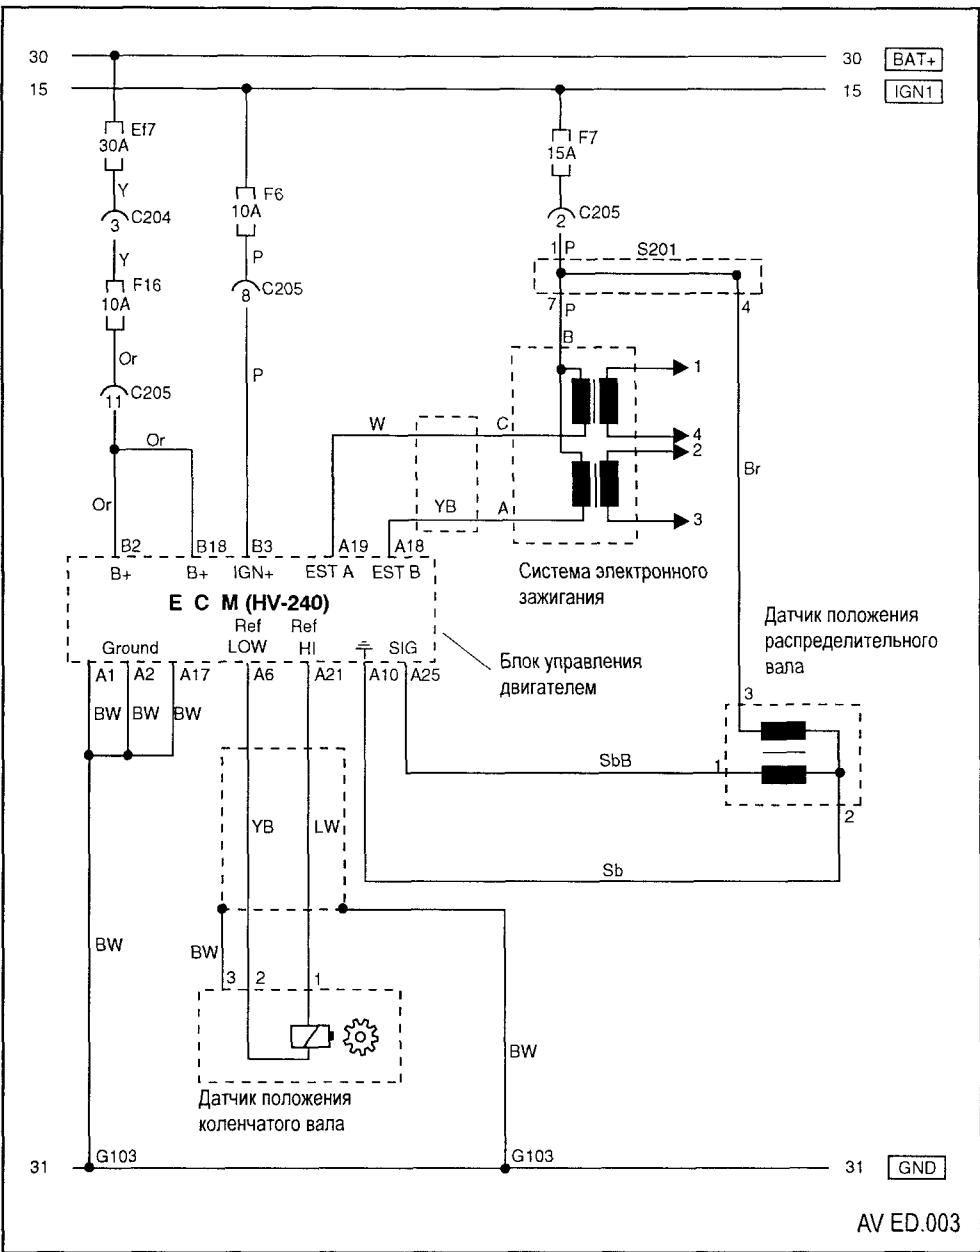 30
30
BAT+
15
15
IGN1
Ef7
30A
F7
15A
Y
F6
10A
C204
3
C205
2
1 P
S201
Y
P
F16
10A
C205
8
7
P
4
Or
B
C205
11
P
1
W
C
4
Or
2
Br
Or
YB
A
3
B2
B18
B3
A19
A18
B+
B+
IGN+
EST A
EST B
Система электронного
зажигания
E C M (HV-240)
Ref
Ref
Датчик положения
распределительного
вала
Ground
LOW
HI
SIG
Блок управления
двигателем
A1
A2
A17
A6
A21
A10
A25
3
BW
BW
BW
SbB
1
2
YB
LW
Sb
BW
BW
3
2
1
BW
Датчик положения
коленчатого вала
G103
G103
31
31
GND
AV ED.003